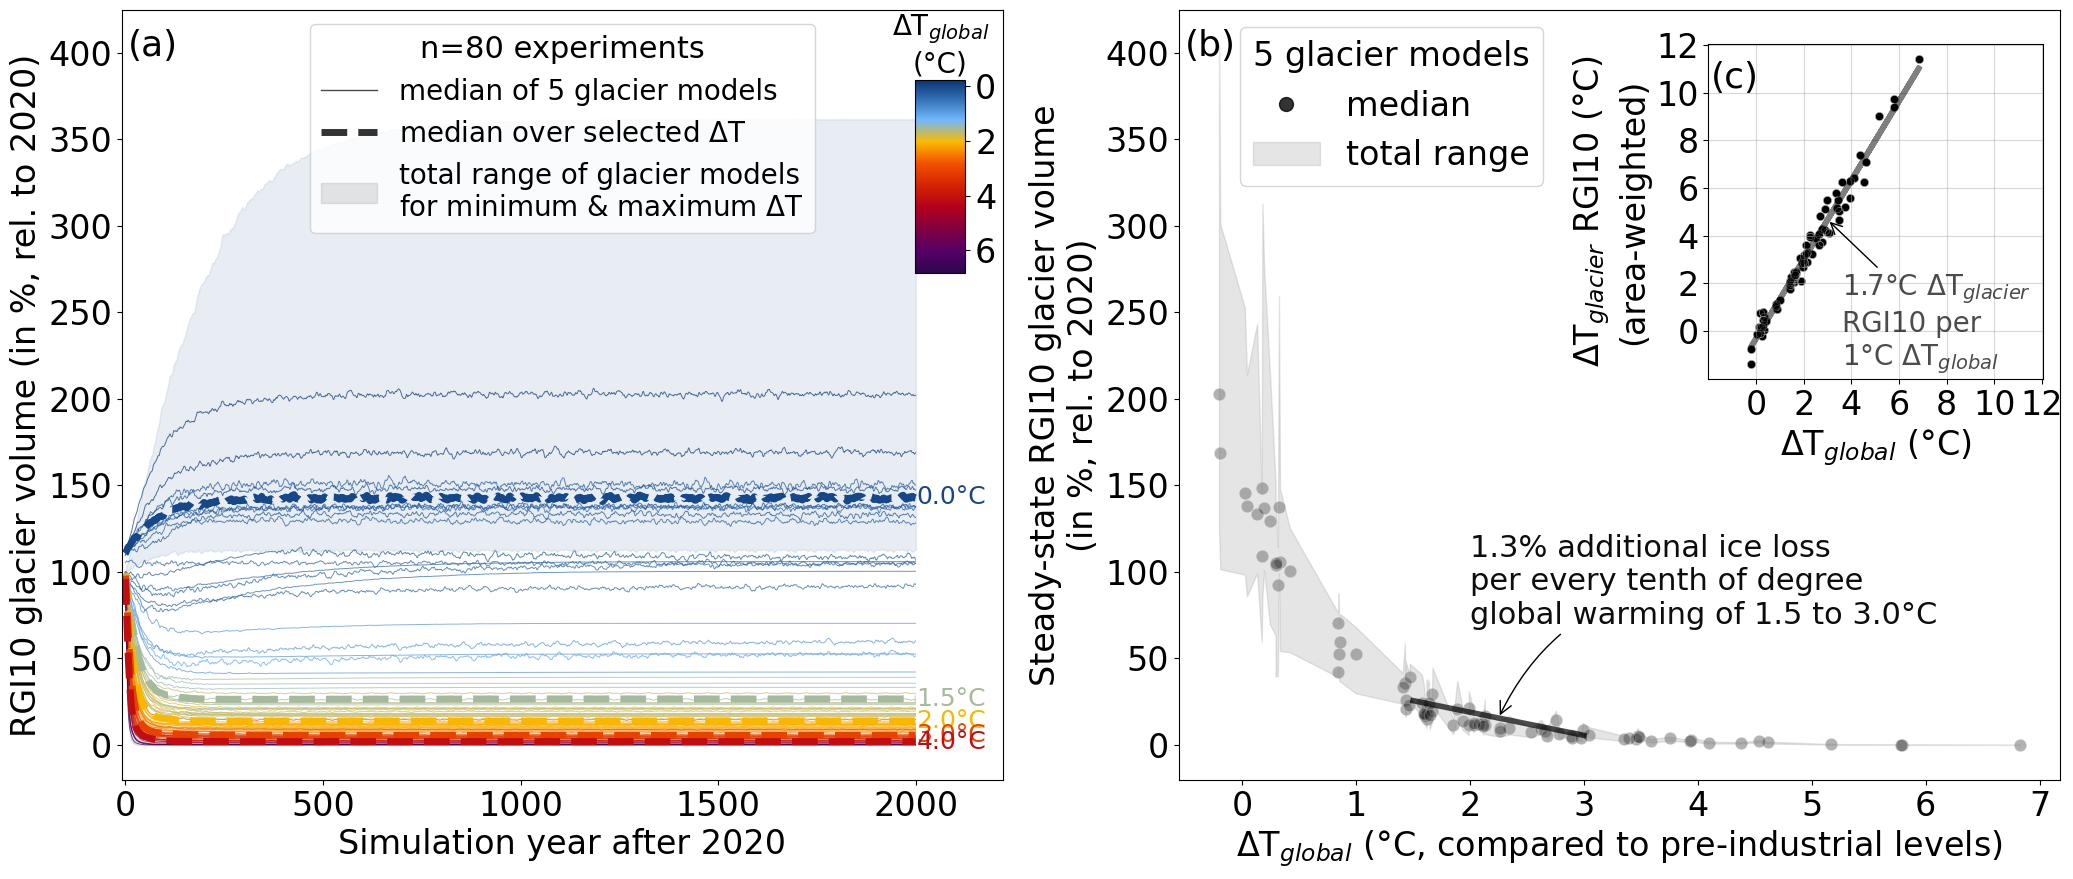 (a)
n=80 experiments
median of 5 glacier models
median over selected ΔT
total range of glacier models
for minimum & maximum ΔT
ΔTglobal
(°C)
0
2
4
6
RGI10 glacier volume (in %, rel. to 2020)
400
350
300
250
200
150
100
50
0
0.0°C
1.5°C
2.0°C
3.0°C
4.0°C
0 500 1000 1500 2000
Simulation year after 2020
(b)
5 glacier models
median
total range
Steady-state RGI10 glacier volume
(in %, rel. to 2020)
400
350
300
250
200
150
100
50
0
1.3% additional ice loss
per every tenth of degree
global warming of 1.5 to 3.0°C
0 1 2 3 4 5 6 7
ΔTglobal (°C, compared to pre-industrial levels)
(c)
ΔTglacier RGI10 (°C)
(area-weighted)
12
10
8
6
4
2
0
1.7°C ΔTglacier
RGI10 per
1°C ΔTglobal
0 2 4 6 8 10 12
ΔTglobal (°C)